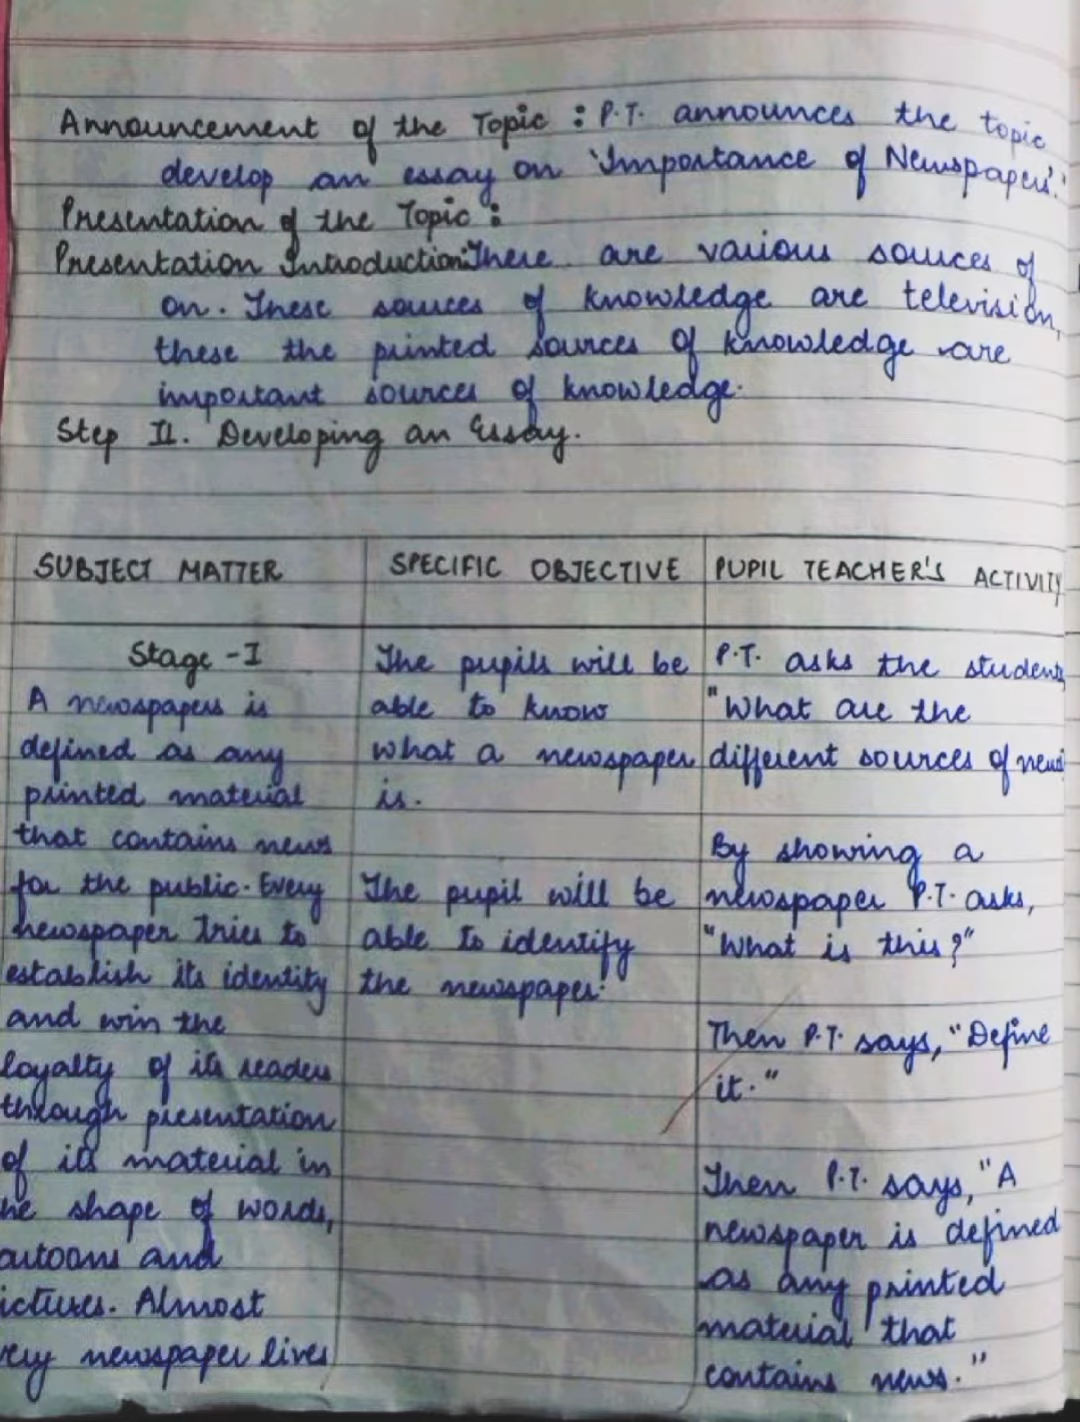 Announcement of the Topic : P.T. announces the topic
develop an essay on 'Importance of Newspaper'.'
Presentation of the Topic :
Presentation Introduction:There are various sources of
on. These sources of knowledge are television,
these the printed sources of knowledge are
important sources of knowledge.
Step II. Developing an Essay.
SUBJECT MATTER
Stage -I
A newspapers is
defined as any
printed material
that contains news
for the public. Every
newspaper tries to
establish its identity
and win the
loyalty of its readers
through presentation
of its material in
he shape of words,
artoons and
ictures. Almost
very newspaper lives
SPECIFIC OBJECTIVE
The pupils will be
able to know
what a newspaper
is.
The pupil will be
able to identify
the newspaper.
PUPIL TEACHER'S ACTIVITY
P.T. asks the students
"What are the
different sources of news
By showing a
newspaper P.T. asks,
"What is this?"
Then P.T. says, "Define
it."
Then P.T. says, "A
newspaper is defined
as any printed
material that
contains news."